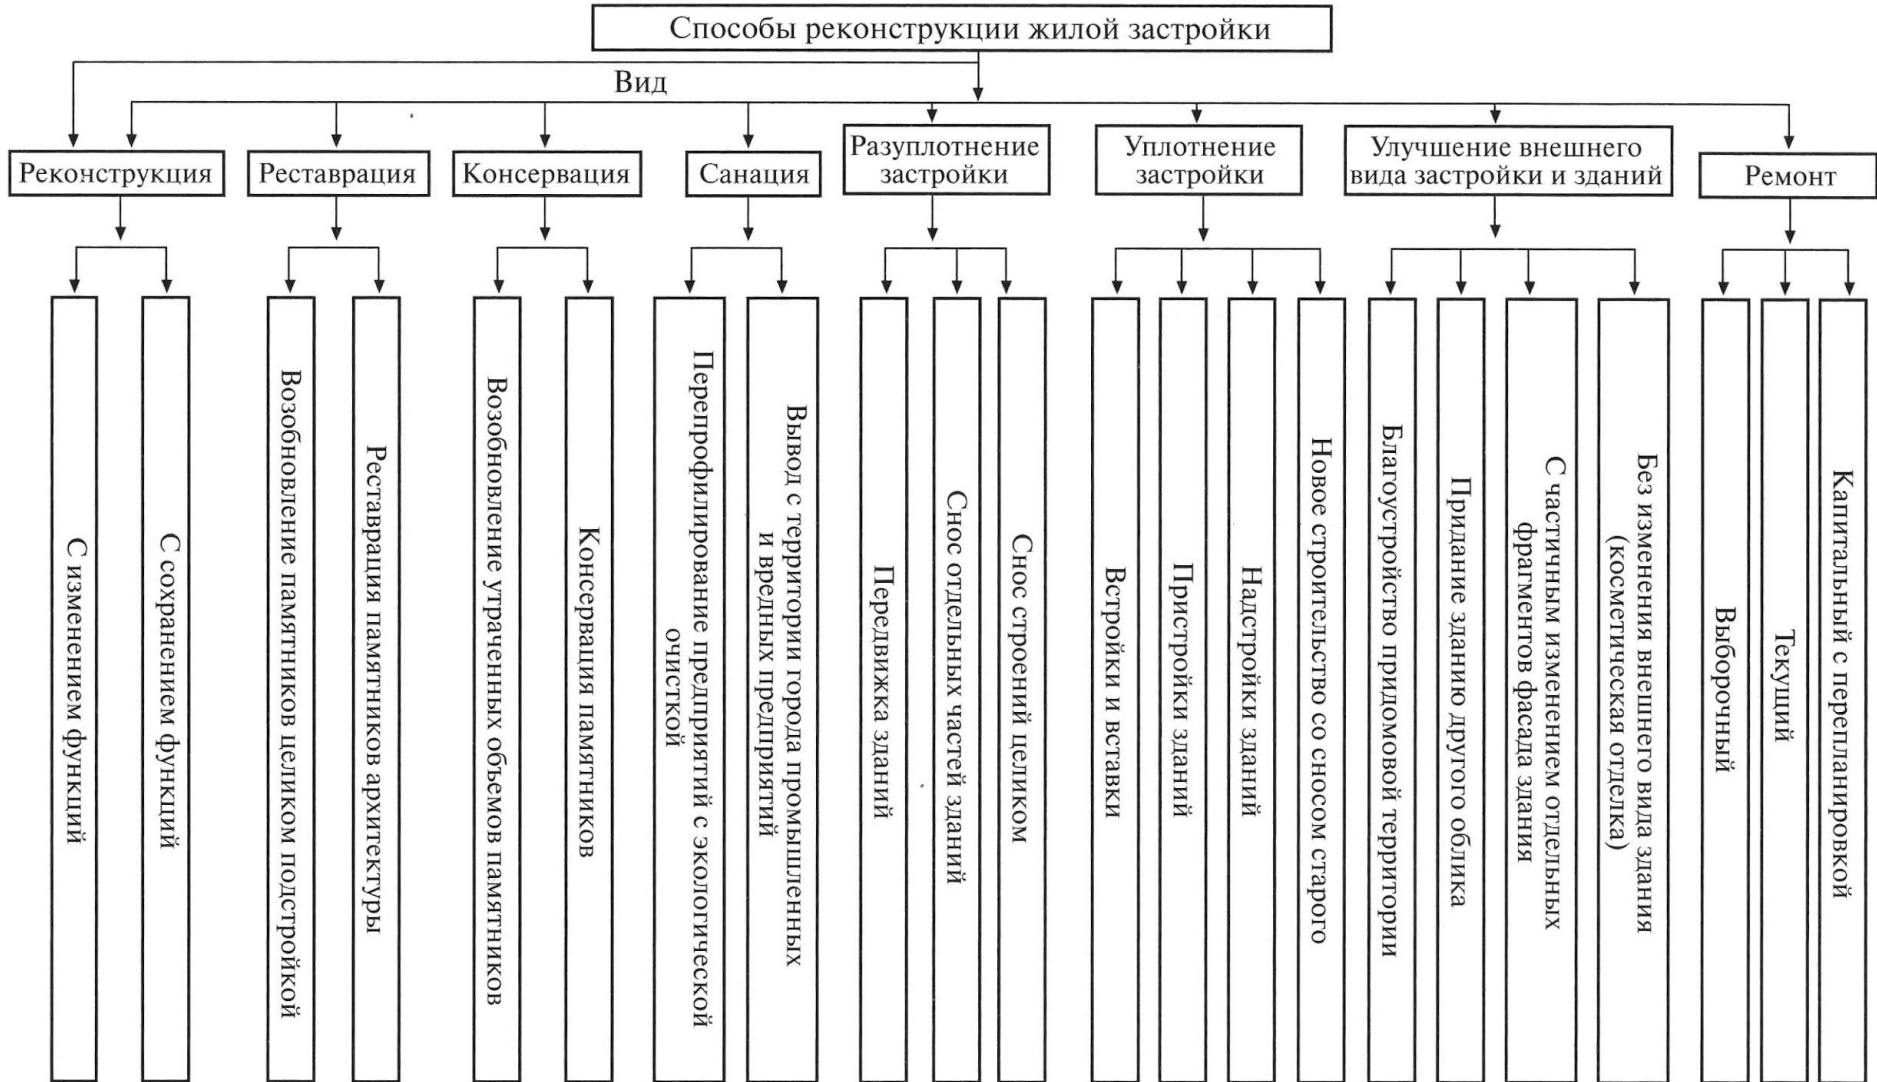 Способы реконструкции жилой застройки
Вид
Реконструкция
Реставрация
Консервация
Санация
Разуплотнение
застройки
Уплотнение
застройки
Улучшение внешнего
вида застройки и зданий
Ремонт
С изменением функций
С сохранением функций
Возобновление памятников целиком подстройкой
Реставрация памятников архитектуры
Возобновление утраченных объемов памятников
Консервация памятников
Перепрофилирование предприятий с экологической
очисткой
Вывод с территории города промышленных
и вредных предприятий
Передвижка зданий
Снос отдельных частей зданий
Снос строений целиком
Встройки и вставки
Пристройки зданий
Надстройки зданий
Новое строительство со сносом старого
Благоустройство придомовой территории
Придание зданию другого облика
С частичным изменением отдельных
фрагментов фасада здания
Без изменения внешнего вида здания
(косметическая отделка)
Выборочный
Текущий
Капитальный с перепланировкой